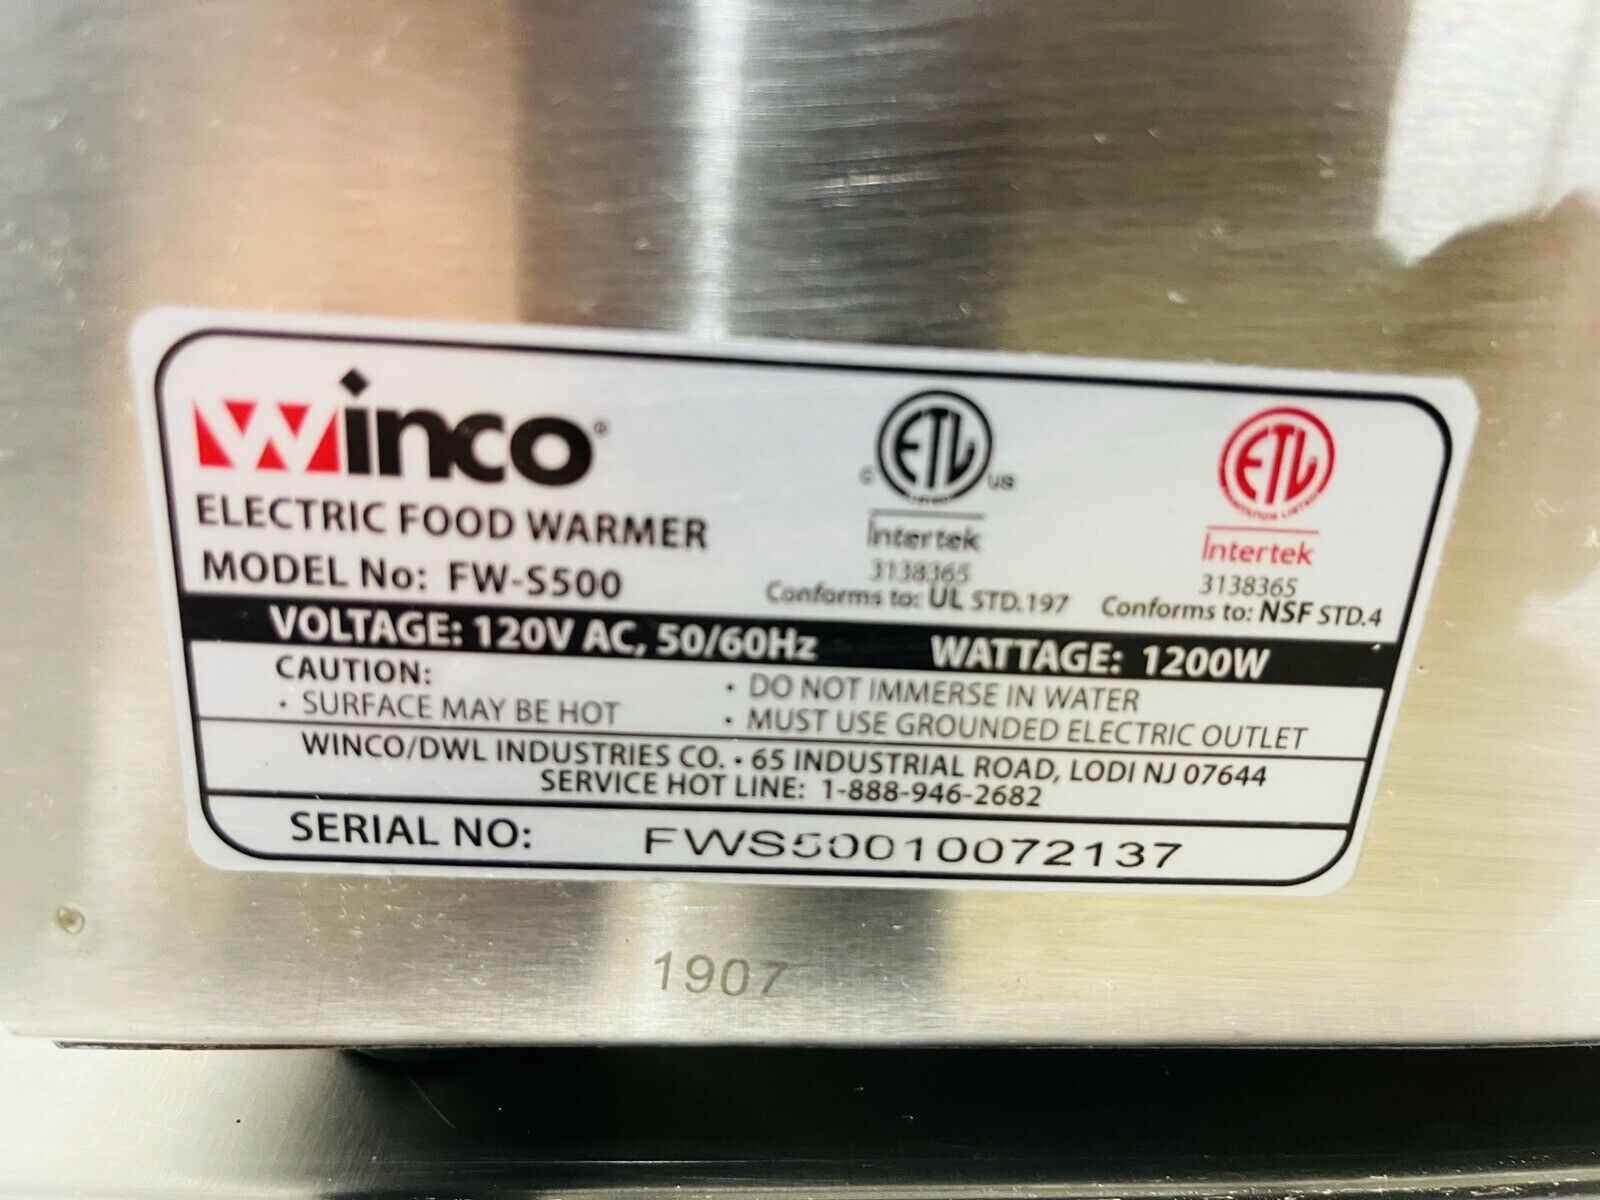 Winco®
ELECTRIC FOOD WARMER
MODEL No: FW-S500
C ETL US
Intertek
3138365
Conforms to: UL STD.197
ETL
Intertek
3138365
Conforms to: NSF STD.4
VOLTAGE: 120V AC, 50/60Hz WATTAGE: 1200W
CAUTION:
• SURFACE MAY BE HOT
• DO NOT IMMERSE IN WATER
• MUST USE GROUNDED ELECTRIC OUTLET
WINCO/DWL INDUSTRIES CO. • 65 INDUSTRIAL ROAD, LODI NJ 07644
SERVICE HOT LINE: 1-888-946-2682
SERIAL NO: FWS50010072137
1907